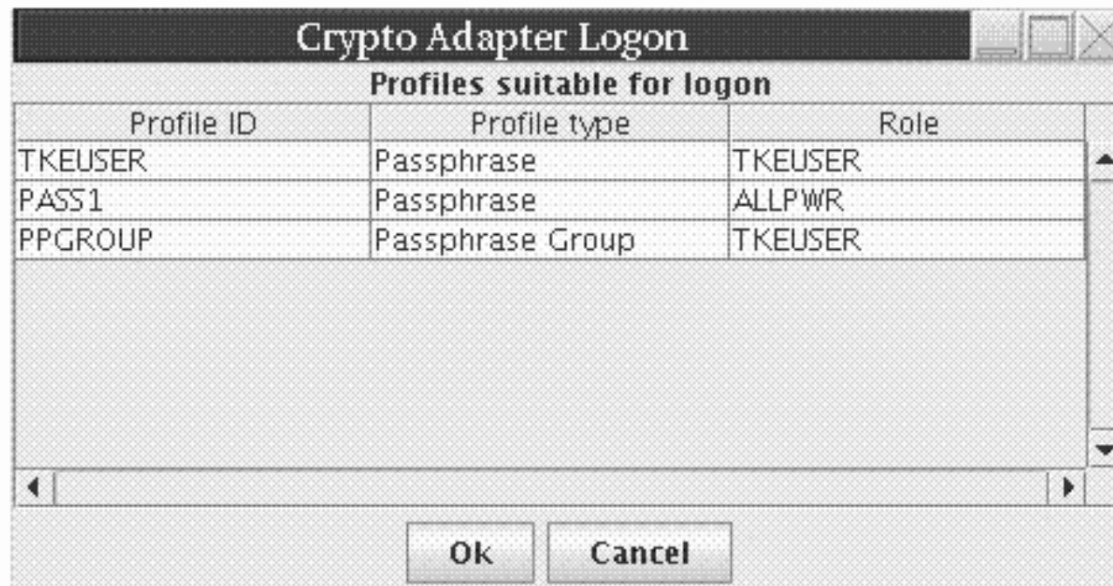 Crypto Adapter Logon
Profiles suitable for logon
Profile ID Profile type Role
TKEUSER Passphrase TKEUSER
PASS1 Passphrase ALLPWR
PPGROUP Passphrase Group TKEUSER
Ok Cancel